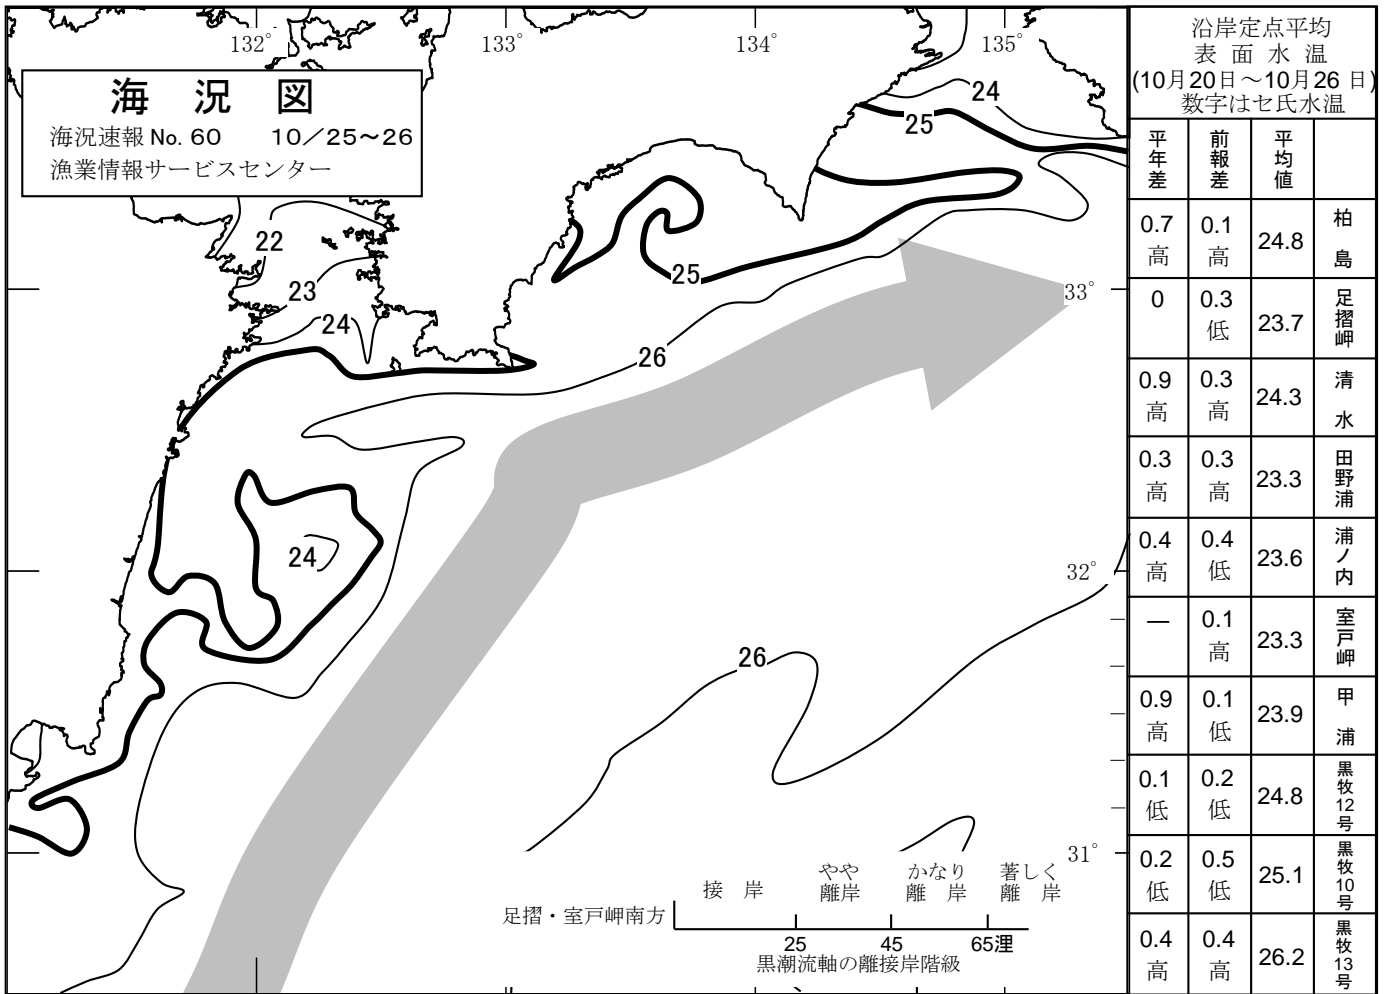 海 況 図
海況速報 No. 60 10／25～26
漁業情報サービスセンター
132°
133°
134°
135°
24
25
22
23
24
25
26
33°
24
32°
26
31°
接 岸
やや離岸
かなり離 岸
著しく離 岸
足摺・室戸岬南方
25 45 65浬
黒潮流軸の離接岸階級
沿岸定点平均
表 面 水 温
(10月20日～10月26 日)
数字はセ氏水温
平年差 前報差 平均値
0.7高 0.1高 24.8 柏島
0 0.3低 23.7 足摺岬
0.9高 0.3高 24.3 清水
0.3高 0.3高 23.3 田野浦
0.4高 0.4低 23.6 浦ノ内
― 0.1高 23.3 室戸岬
0.9高 0.1低 23.9 甲浦
0.1低 0.2低 24.8 黒牧12号
0.2低 0.5低 25.1 黒牧10号
0.4高 0.4高 26.2 黒牧13号